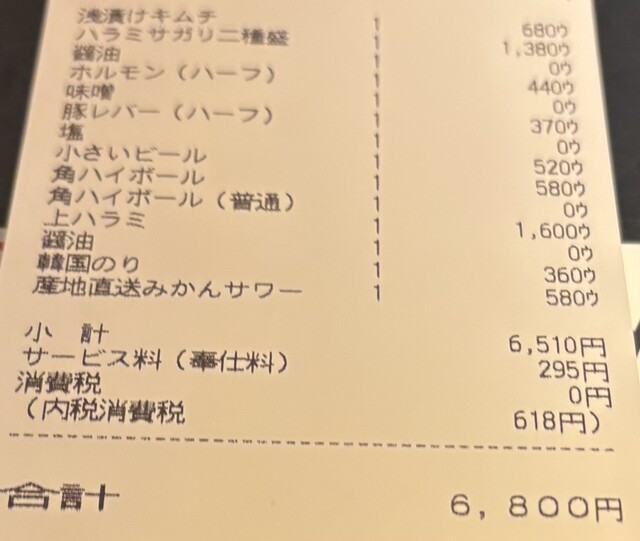 浅漬けキムチ 1 680ウ
ハラミサガリ二種盛 1 1,380ウ
醤油 1 0ウ
ホルモン(ハーフ) 1 440ウ
味噌 1 0ウ
豚レバー(ハーフ) 1 370ウ
塩 1 0ウ
小さいビール 1 520ウ
角ハイボール 1 580ウ
角ハイボール(普通) 1 0ウ
上ハラミ 1 1,600ウ
醤油 1 0ウ
韓国のり 1 360ウ
産地直送みかんサワー 1 580ウ
小 計 6,510円
サービス料(奉仕料) 295円
消費税 0円
(内税消費税 618円)
合計 6,800円